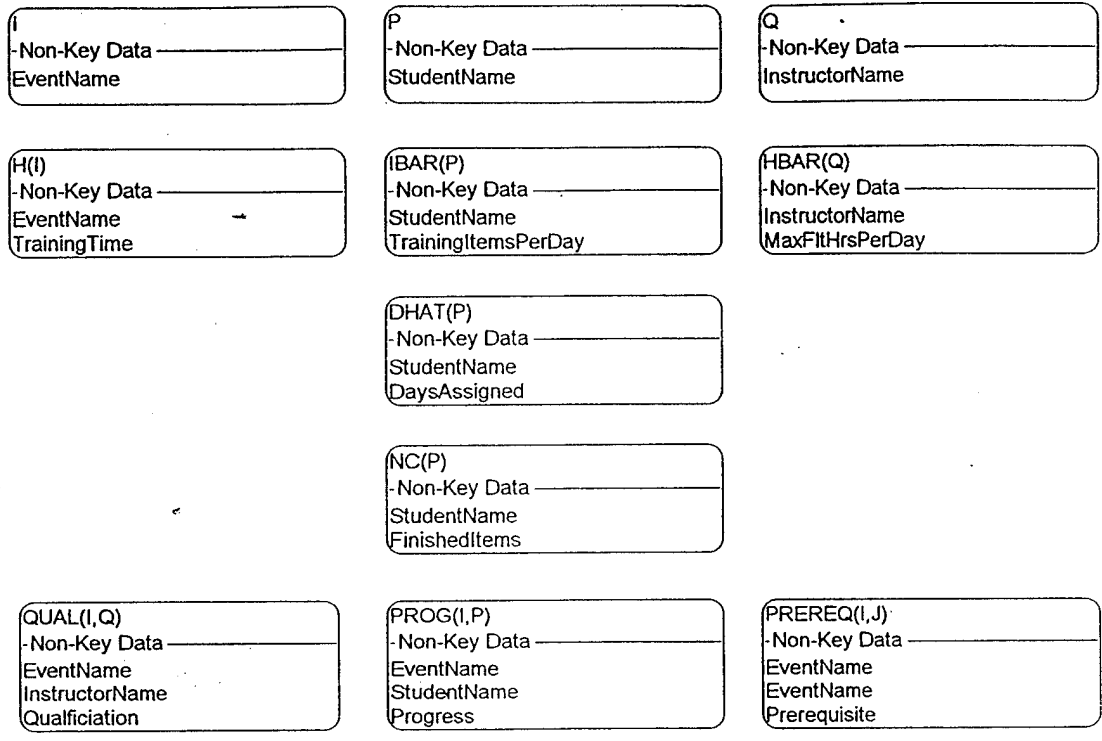 I
-Non-Key Data
EventName
P
-Non-Key Data
StudentName
Q
-Non-Key Data
InstructorName
H(I)
-Non-Key Data
EventName
TrainingTime
IBAR(P)
-Non-Key Data
StudentName
TrainingItemsPerDay
HBAR(Q)
-Non-Key Data
InstructorName
MaxFltHrsPerDay
DHAT(P)
-Non-Key Data
StudentName
DaysAssigned
NC(P)
-Non-Key Data
StudentName
FinishedItems
QUAL(I,Q)
-Non-Key Data
EventName
InstructorName
Qualficiation
PROG(I,P)
-Non-Key Data
EventName
StudentName
Progress
PREREQ(I,J)
-Non-Key Data
EventName
EventName
Prerequisite